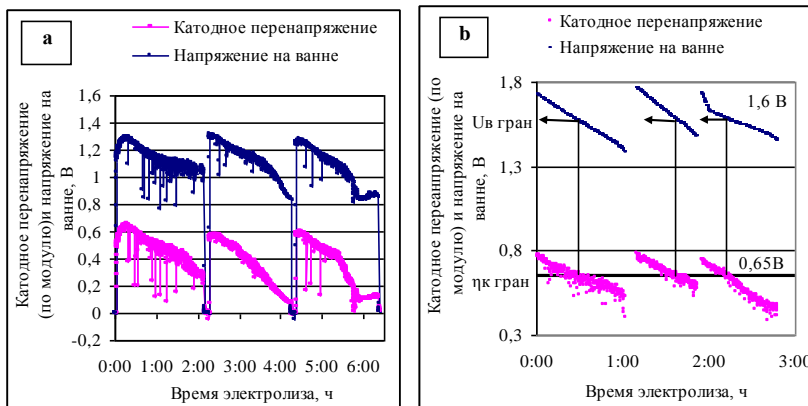 a
Катодное перенапряжение
Напряжение на ванне
Катодное перенапряжение
(по модулю)и напряжение на
ванне, В
1,6
1,4
1,2
1,0
0,8
0,6
0,4
0,2
0
-0,2
0:00 1:00 2:00 3:00 4:00 5:00 6:00
Время электролиза, ч
b
Катодное перенапряжение
Напряжение на ванне
Катодное переанпряжение (по
модулю) и напряжение на
ванне, В
1,8
Uв гран
1,3
0,8
ηк гран
0,3
1,6 В
0,65В
0:00 1:00 2:00 3:00
Время электролиза, ч